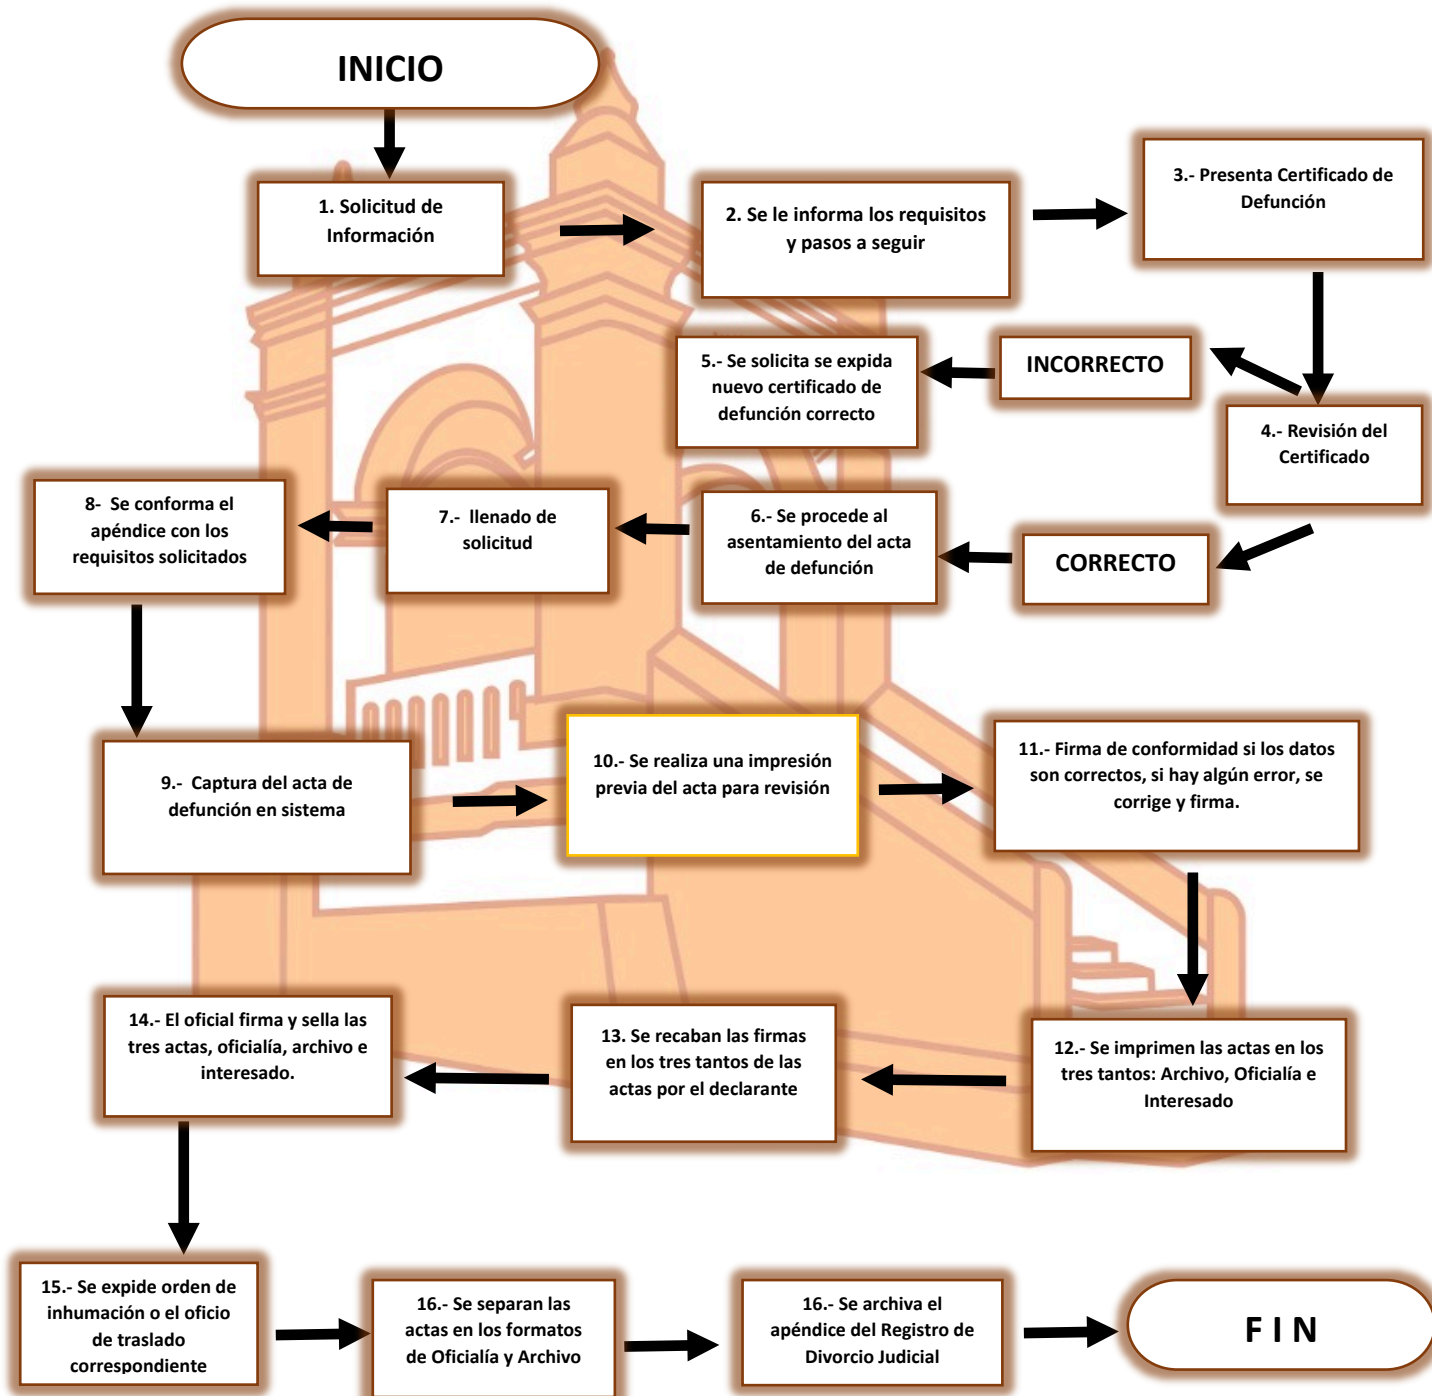 INICIO
1. Solicitud de
Información
2. Se le informa los requisitos
y pasos a seguir
3.- Presenta Certificado de
Defunción
4.- Revisión del
Certificado
INCORRECTO
5.- Se solicita se expida
nuevo certificado de
defunción correcto
CORRECTO
6.- Se procede al
asentamiento del acta
de defunción
7.- llenado de
solicitud
8- Se conforma el
apéndice con los
requisitos solicitados
9.- Captura del acta de
defunción en sistema
10.- Se realiza una impresión
previa del acta para revisión
11.- Firma de conformidad si los datos
son correctos, si hay algún error, se
corrige y firma.
12.- Se imprimen las actas en los
tres tantos: Archivo, Oficialía e
Interesado
13. Se recaban las firmas
en los tres tantos de las
actas por el declarante
14.- El oficial firma y sella las
tres actas, oficialía, archivo e
interesado.
15.- Se expide orden de
inhumación o el oficio
de traslado
correspondiente
16.- Se separan las
actas en los formatos
de Oficialía y Archivo
16.- Se archiva el
apéndice del Registro de
Divorcio Judicial
F I N